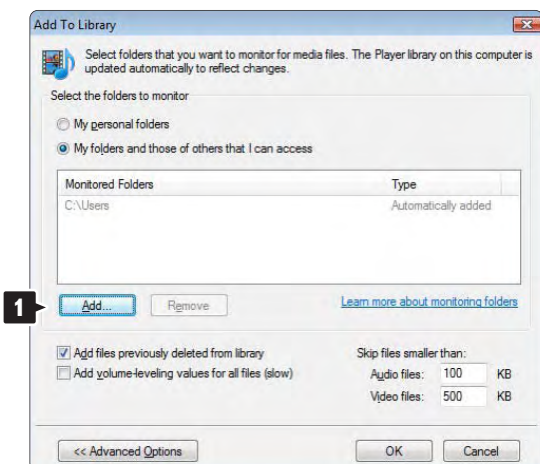 Add To Library
Select folders that you want to monitor for media files. The Player library on this computer is
updated automatically to reflect changes.
Select the folders to monitor
My personal folders
My folders and those of others that I can access
Monitored Folders Type
C:\Users Automatically added
1
Add... Remove Learn more about monitoring folders
Add files previously deleted from library Skip files smaller than:
Add volume-leveling values for all files (slow) Audio files: 100 KB
Video files: 500 KB
<< Advanced Options OK Cancel